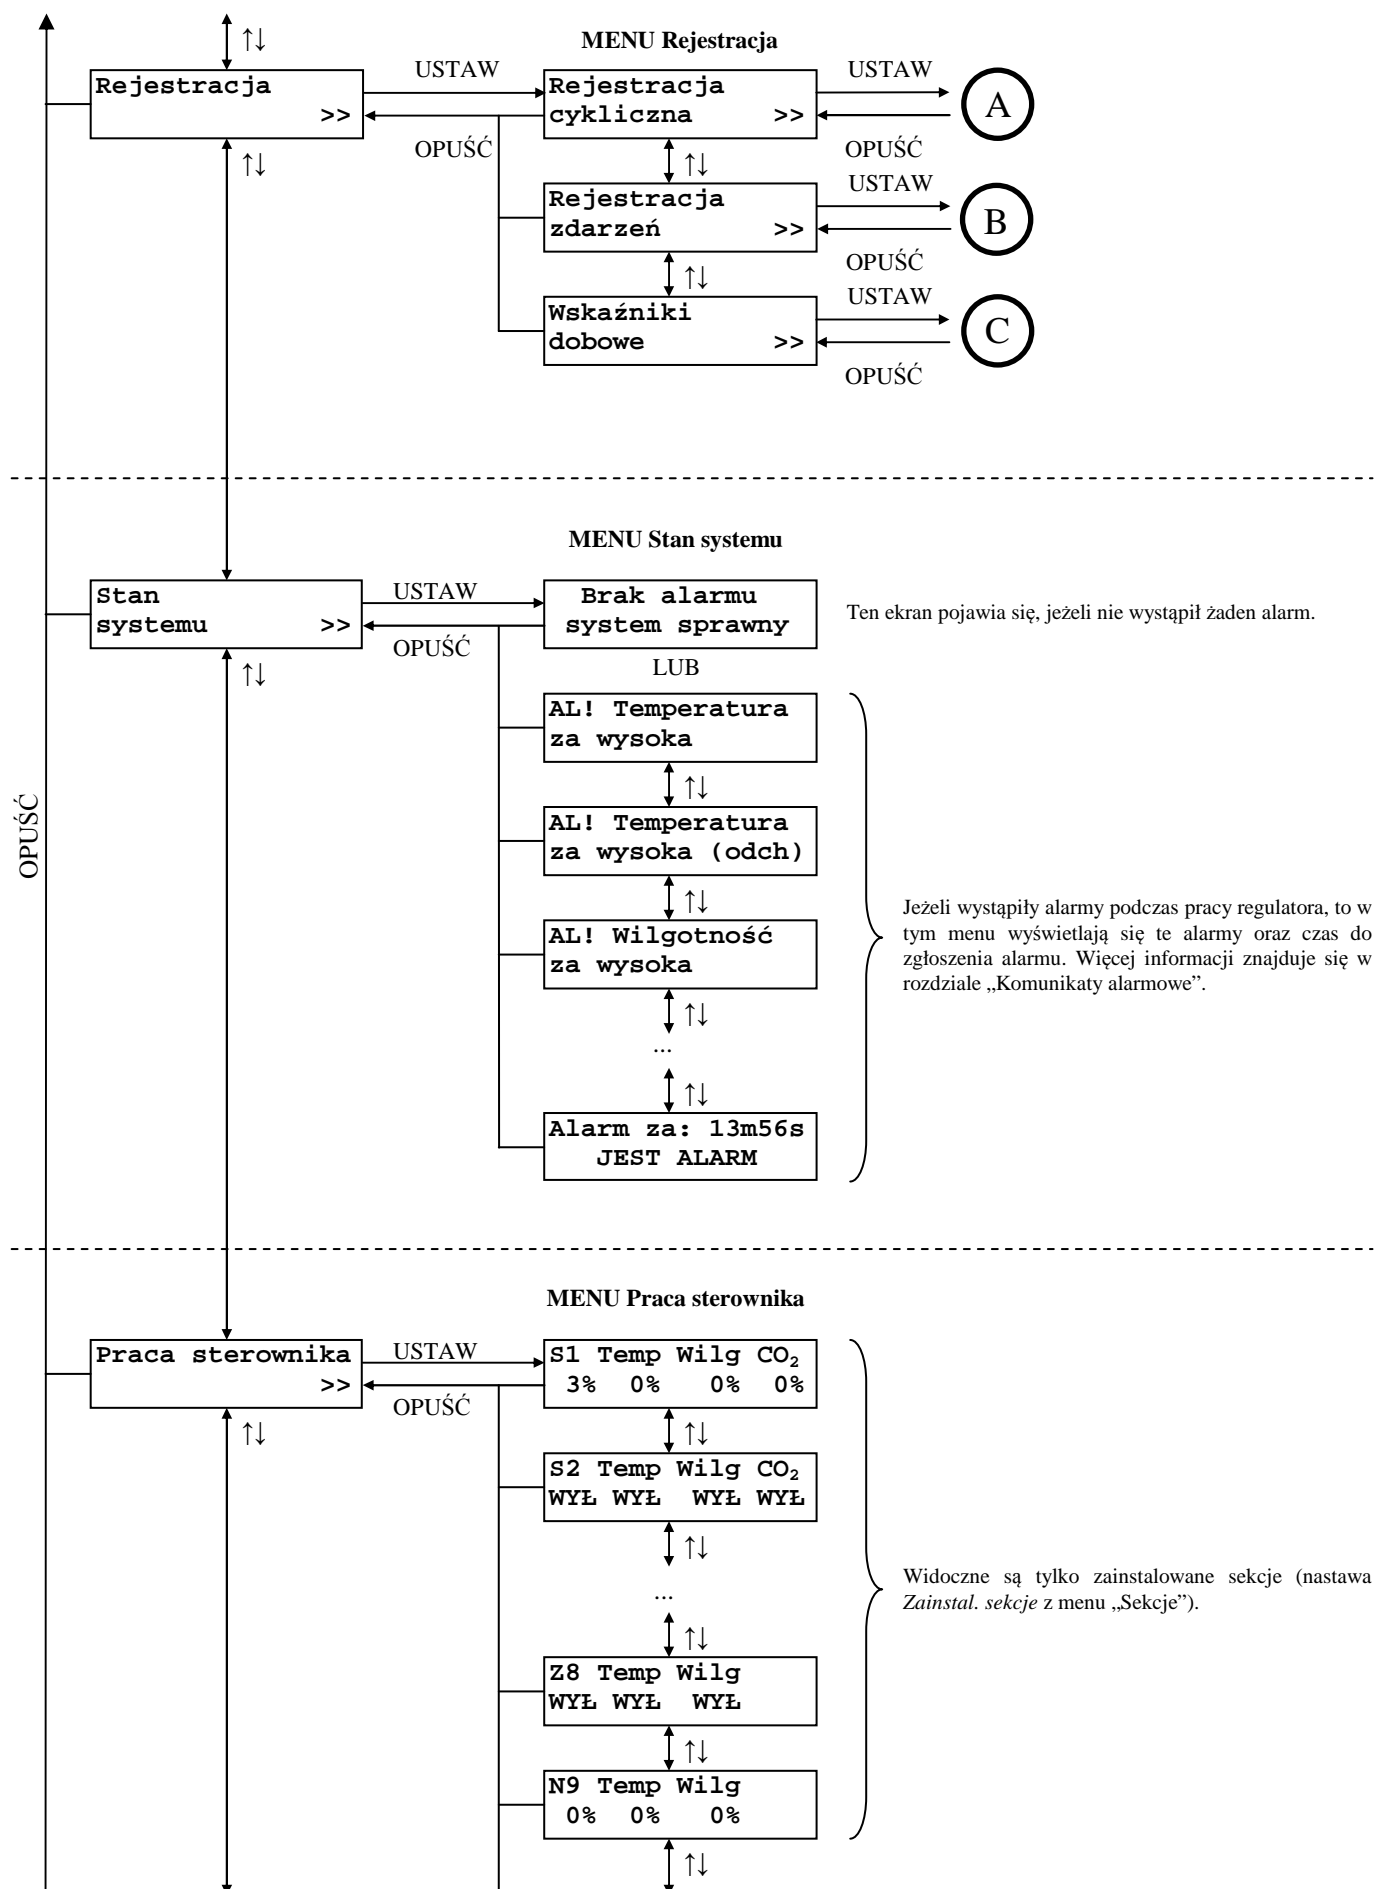 ↑↓
MENU Rejestracja
Rejestracja
>>
USTAW
OPUŚĆ
Rejestracja
cykliczna >>
USTAW
OPUŚĆ
A
↑↓
↑↓
Rejestracja
zdarzeń >>
USTAW
OPUŚĆ
B
↑↓
Wskaźniki
dobowe >>
USTAW
OPUŚĆ
C
MENU Stan systemu
Stan
systemu >>
USTAW
OPUŚĆ
Brak alarmu
system sprawny
Ten ekran pojawia się, jeżeli nie wystąpił żaden alarm.
↑↓
LUB
AL! Temperatura
za wysoka
↑↓
OPUŚĆ
AL! Temperatura
za wysoka (odch)
↑↓
AL! Wilgotność
za wysoka
↑↓
...
↑↓
Alarm za: 13m56s
JEST ALARM
Jeżeli wystąpiły alarmy podczas pracy regulatora, to w
tym menu wyświetlają się te alarmy oraz czas do
zgłoszenia alarmu. Więcej informacji znajduje się w
rozdziale „Komunikaty alarmowe”.
MENU Praca sterownika
Praca sterownika
>>
USTAW
OPUŚĆ
S1 Temp Wilg CO₂
3% 0% 0% 0%
↑↓
↑↓
S2 Temp Wilg CO₂
WYŁ WYŁ WYŁ WYŁ
↑↓
...
↑↓
Widoczne są tylko zainstalowane sekcje (nastawa
Zainstal. sekcje z menu „Sekcje”).
Z8 Temp Wilg
WYŁ WYŁ WYŁ
↑↓
N9 Temp Wilg
0% 0% 0%
↑↓